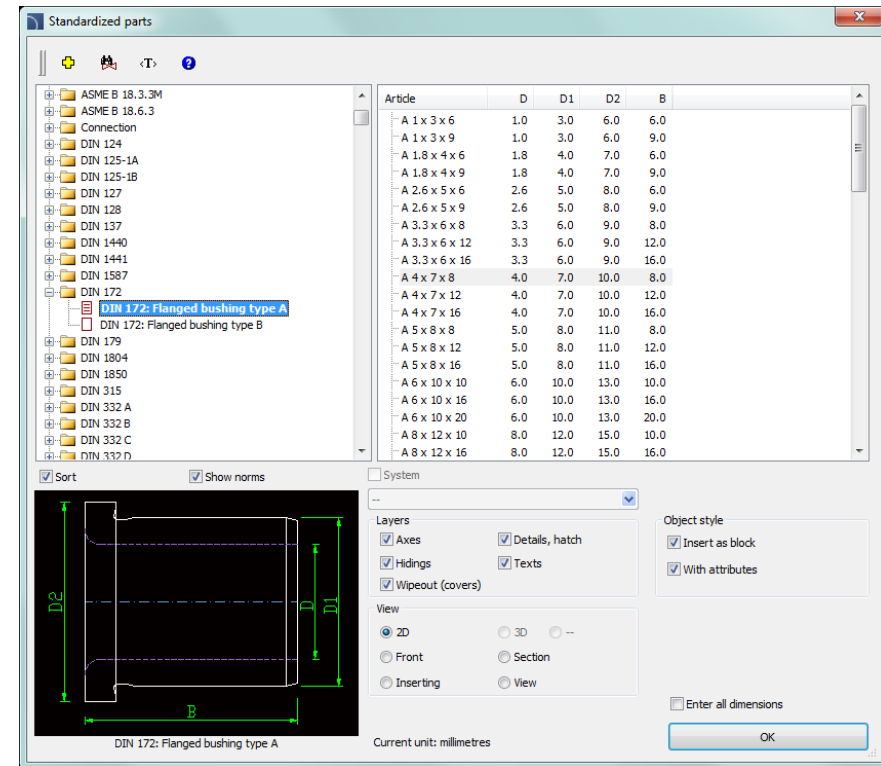 Standardized parts
<T>
ASME B 18.3.3M
ASME B 18.6.3
Connection
DIN 124
DIN 125-1A
DIN 125-1B
DIN 127
DIN 128
DIN 137
DIN 1440
DIN 1441
DIN 1587
DIN 172
DIN 172: Flanged bushing type A
DIN 172: Flanged bushing type B
DIN 179
DIN 1804
DIN 1850
DIN 315
DIN 332 A
DIN 332 B
DIN 332 C
DIN 332 D
Article D D1 D2 B
A 1 x 3 x 6 1.0 3.0 6.0 6.0
A 1 x 3 x 9 1.0 3.0 6.0 9.0
A 1.8 x 4 x 6 1.8 4.0 7.0 6.0
A 1.8 x 4 x 9 1.8 4.0 7.0 9.0
A 2.6 x 5 x 6 2.6 5.0 8.0 6.0
A 2.6 x 5 x 9 2.6 5.0 8.0 9.0
A 3.3 x 6 x 8 3.3 6.0 9.0 8.0
A 3.3 x 6 x 12 3.3 6.0 9.0 12.0
A 3.3 x 6 x 16 3.3 6.0 9.0 16.0
A 4 x 7 x 8 4.0 7.0 10.0 8.0
A 4 x 7 x 12 4.0 7.0 10.0 12.0
A 4 x 7 x 16 4.0 7.0 10.0 16.0
A 5 x 8 x 8 5.0 8.0 11.0 8.0
A 5 x 8 x 12 5.0 8.0 11.0 12.0
A 5 x 8 x 16 5.0 8.0 11.0 16.0
A 6 x 10 x 10 6.0 10.0 13.0 10.0
A 6 x 10 x 16 6.0 10.0 13.0 16.0
A 6 x 10 x 20 6.0 10.0 13.0 20.0
A 8 x 12 x 10 8.0 12.0 15.0 10.0
A 8 x 12 x 16 8.0 12.0 15.0 16.0
Sort Show norms
System
--
D2
D
D1
B
DIN 172: Flanged bushing type A
Layers
Axes Details, hatch
Hidings Texts
Wipeout (covers)
Object style
Insert as block
With attributes
View
2D 3D --
Front Section
Inserting View
Enter all dimensions
Current unit: millimetres
OK